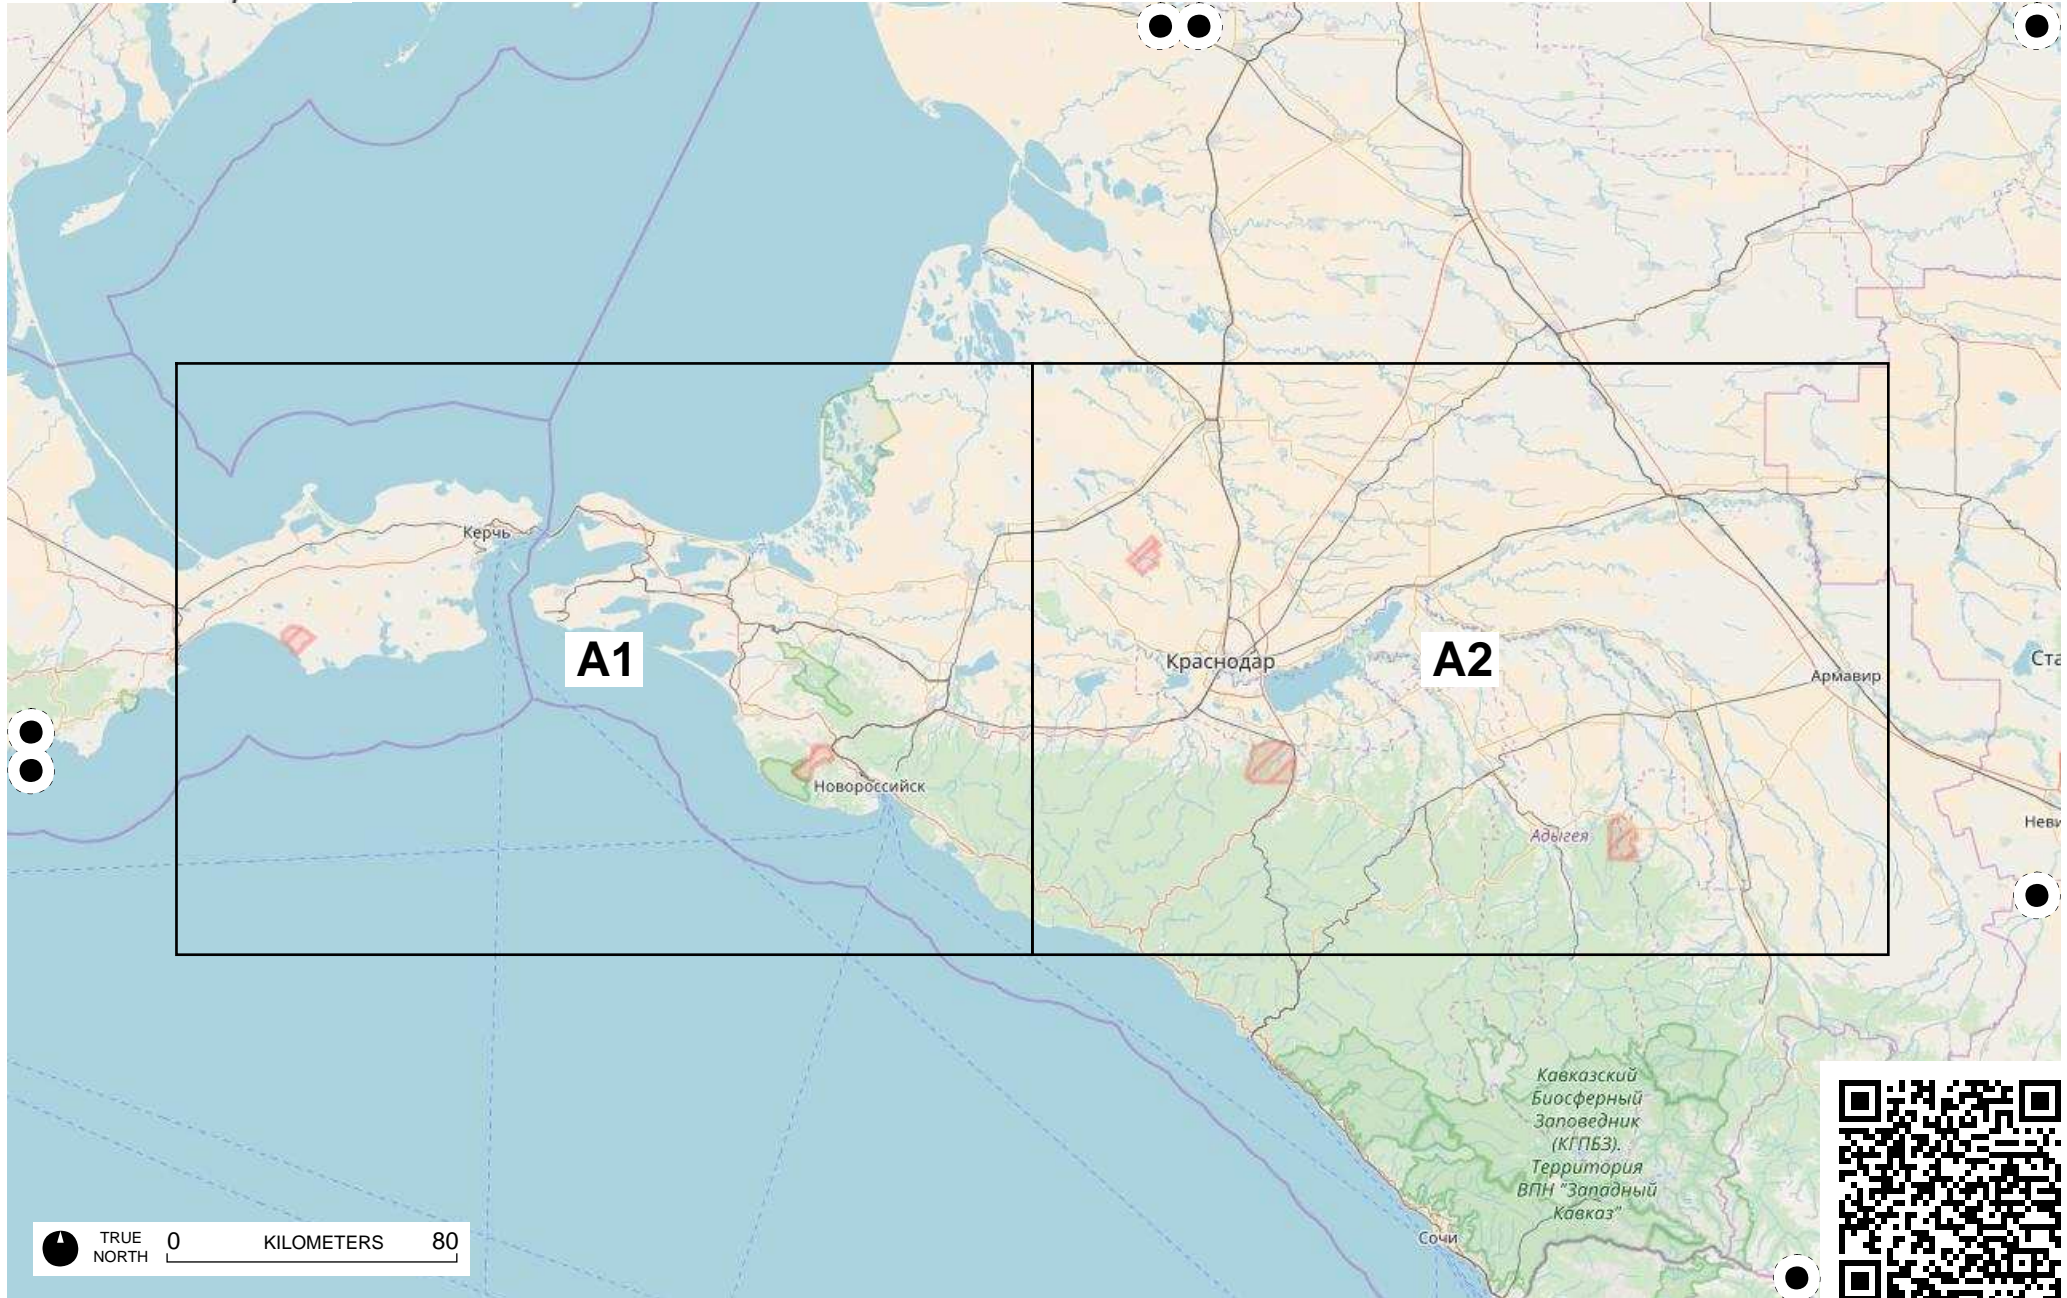 Керчь
A1
A2
Краснодар
Ста
Армавир
Новороссийск
Неви
Адыгея
Кавказский
Биосферный
Заповедник
(КГПБЗ).
Территория
ВПН "Западный
Кавказ"
Сочи
TRUE
NORTH
0 KILOMETERS 80